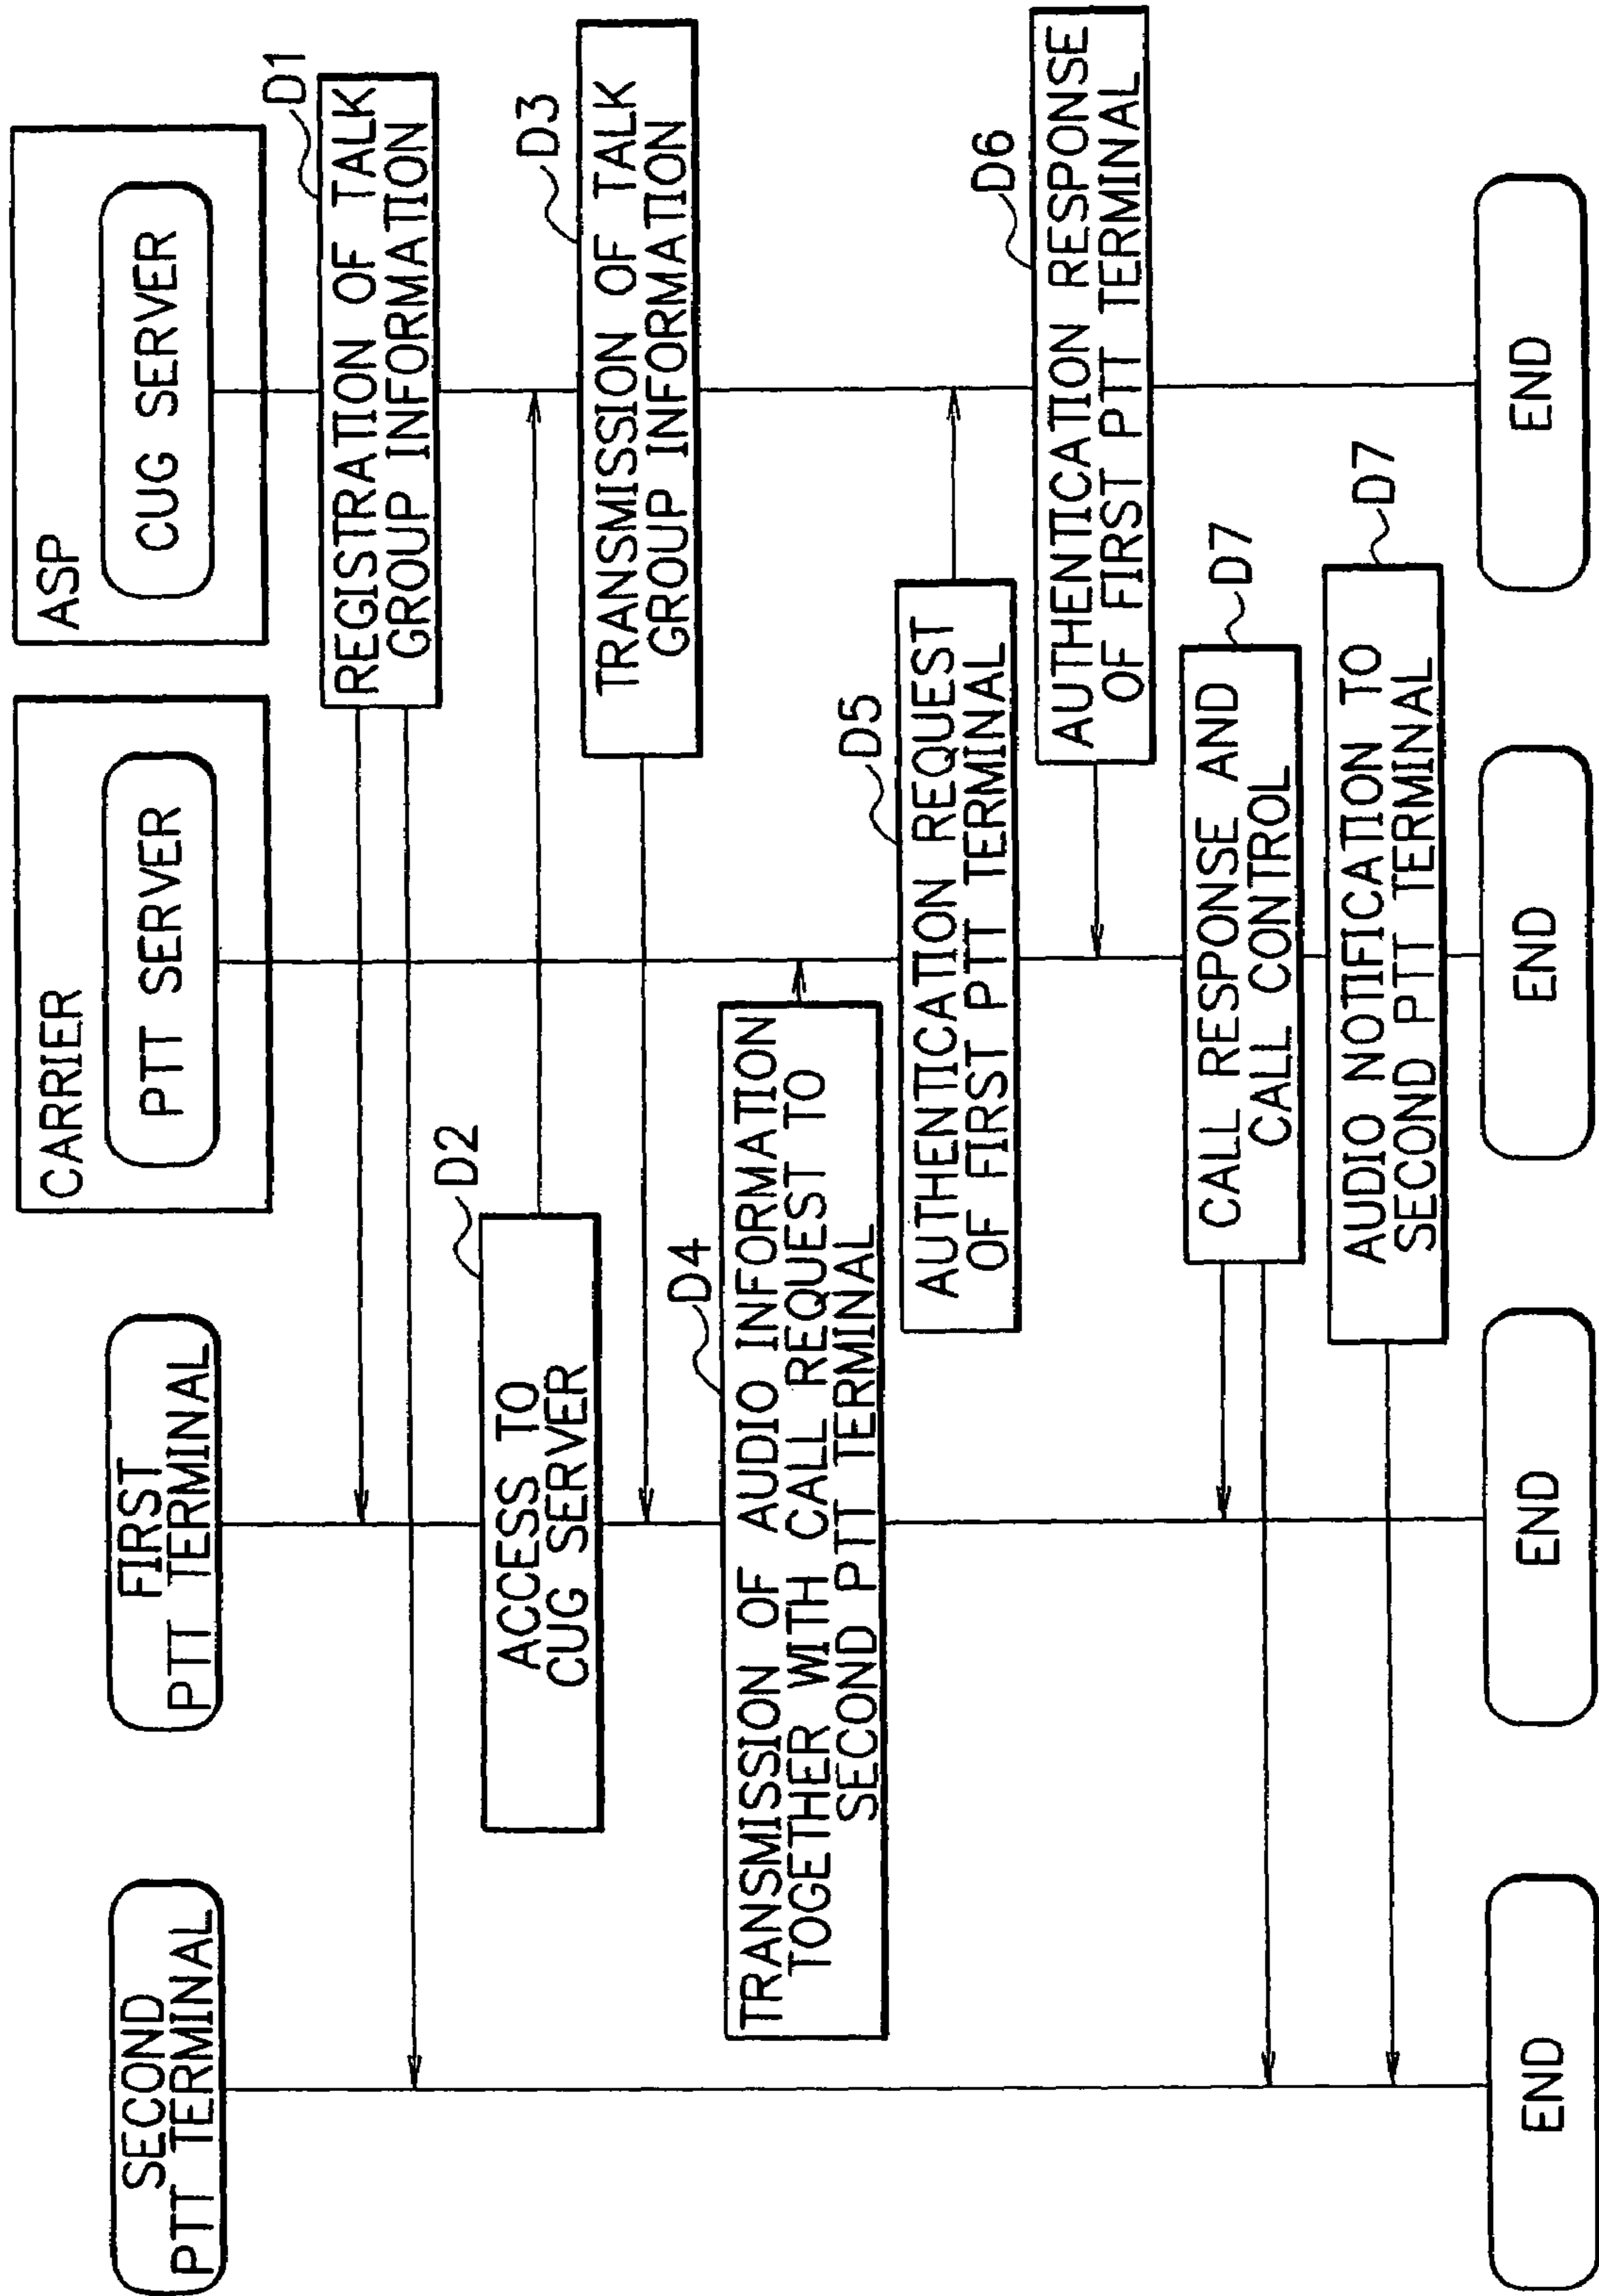 SECOND
PTT TERMINAL
FIRST
PTT TERMINAL
CARRIER
PTT SERVER
ASP
CUG SERVER
D1
REGISTRATION OF TALK
GROUP INFORMATION
D2
ACCESS TO
CUG SERVER
D3
TRANSMISSION OF TALK
GROUP INFORMATION
D4
TRANSMISSION OF AUDIO INFORMATION
TOGETHER WITH CALL REQUEST TO
SECOND PTT TERMINAL
D5
AUTHENTICATION REQUEST
OF FIRST PTT TERMINAL
D6
AUTHENTICATION RESPONSE
OF FIRST PTT TERMINAL
D7
CALL RESPONSE AND
CALL CONTROL
D7
AUDIO NOTIFICATION TO
SECOND PTT TERMINAL
END
END
END
END